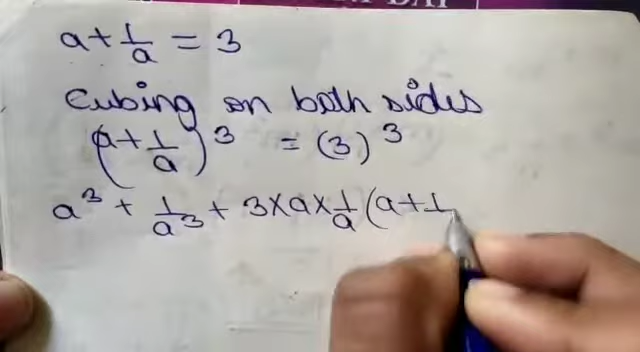 a + 1/a = 3
Cubing on both sides
(a + 1/a)³ = (3)³
a³ + 1/a³ + 3×a×1/a (a + 1